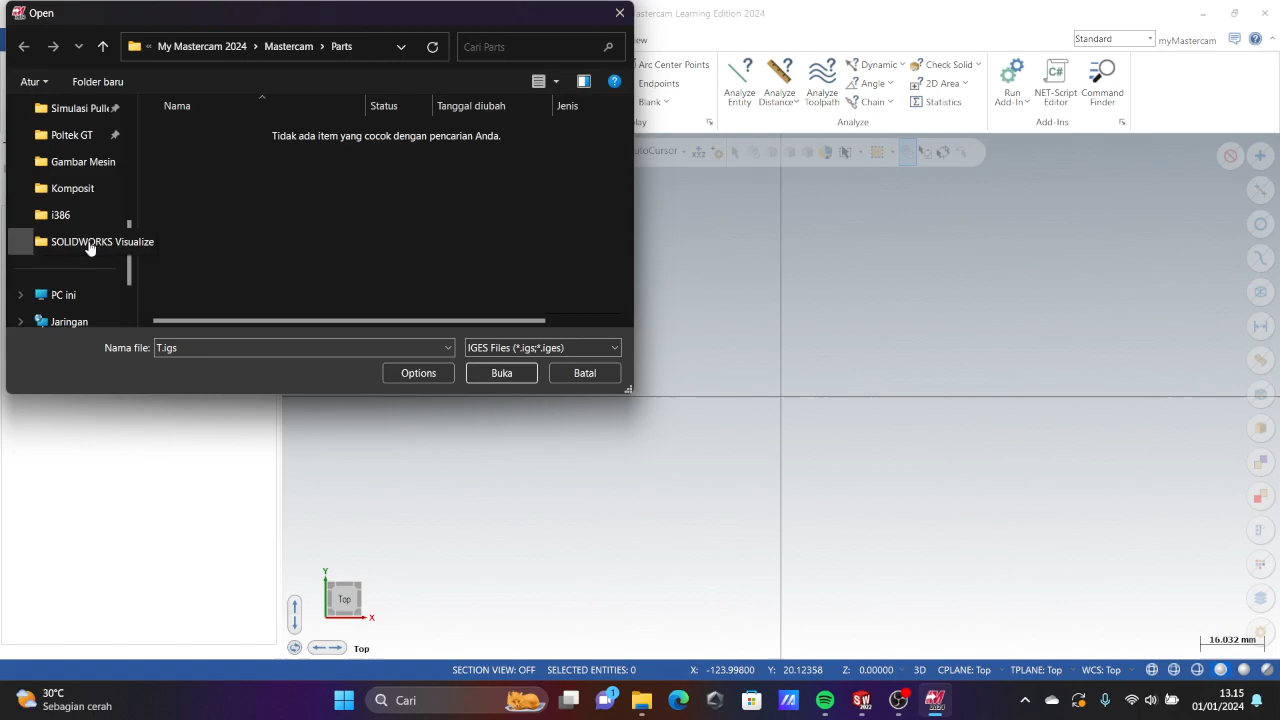 Open
astercam Learning Edition 2024
My Mastercam 2024 > Mastercam > Parts
Cari Parts
Atur
Folder baru
Standard
myMastercam
Arc Center Points
Endpoints
Blank
Analyze Entity
Analyze Distance
Analyze Toolpath
Dynamic
Angle
Chain
Check Solid
2D Area
Statistics
Run Add-In
NET-Script Editor
Command Finder
Analyze
Add-Ins
Simulasi Pull
Poltek GT
Gambar Mesin
Komposit
i386
SOLIDWORKS Visualize
PC ini
Jaringan
Nama
Status
Tanggal diubah
Jenis
Tidak ada item yang cocok dengan pencarian Anda.
Nama file:
T.igs
IGES Files (*.igs;*.iges)
Options
Buka
Batal
Y
Top
X
Top
16.032 mm
SECTION VIEW: OFF SELECTED ENTITIES: 0 X: -123.99800 Y: 20.12358 Z: 0.00000 3D CPLANE: Top TPLANE: Top WCS: Top
30°C
Sebagian cerah
Cari
1
13.15
01/01/2024